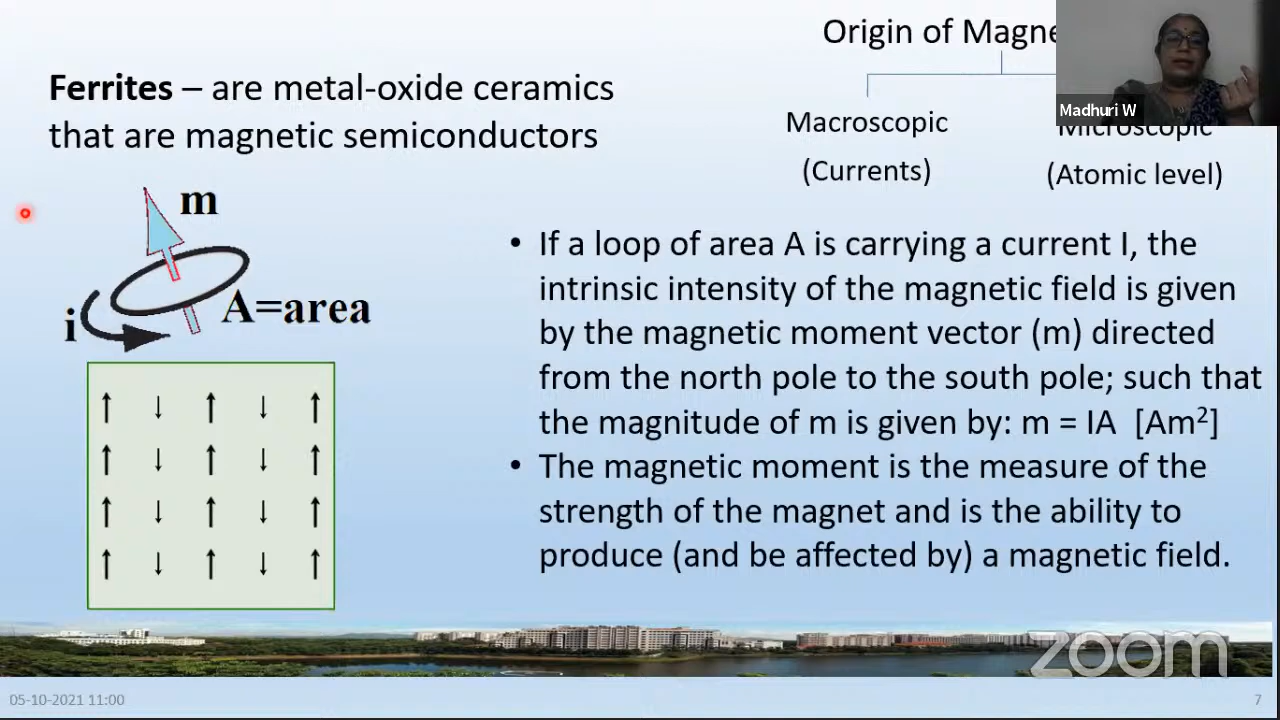 Origin of Magne
Ferrites – are metal-oxide ceramics
that are magnetic semiconductors
Madhuri W
Macroscopic
Microscopic
(Currents)
(Atomic level)
m
A=area
i
• If a loop of area A is carrying a current I, the
intrinsic intensity of the magnetic field is given
by the magnetic moment vector (m) directed
from the north pole to the south pole; such that
the magnitude of m is given by: m = IA [Am²]
• The magnetic moment is the measure of the
strength of the magnet and is the ability to
produce (and be affected by) a magnetic field.
zoom
05-10-2021 11:00
7